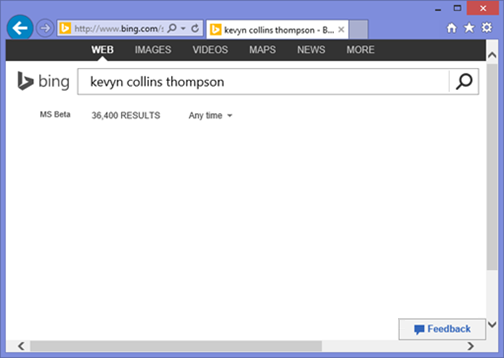 http://www.bing.com/s
kevyn collins thompson - B...
WEB IMAGES VIDEOS MAPS NEWS MORE
bing kevyn collins thompson
MS Beta 36,400 RESULTS Any time
Feedback